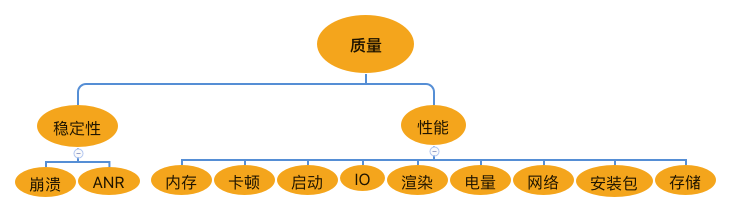 质量
稳定性
性能
崩溃
ANR
内存
卡顿
启动
IO
渲染
电量
网络
安装包
存储